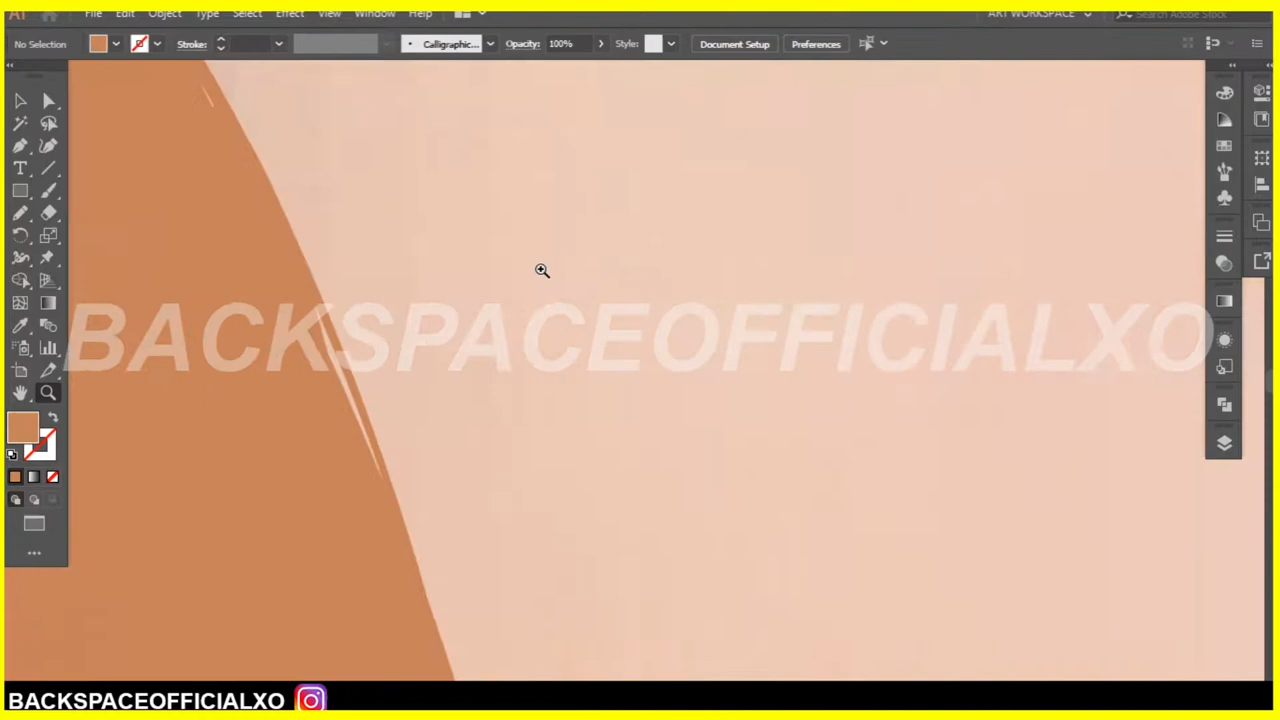 Ai File Edit Object Type Select Effect View Window Help ART WORKSPACE Search Adobe Stock
No Selection Stroke: Calligraphic... Opacity: 100% Style: Document Setup Preferences
BACKSPACEOFFICIALXO
BACKSPACEOFFICIALXO